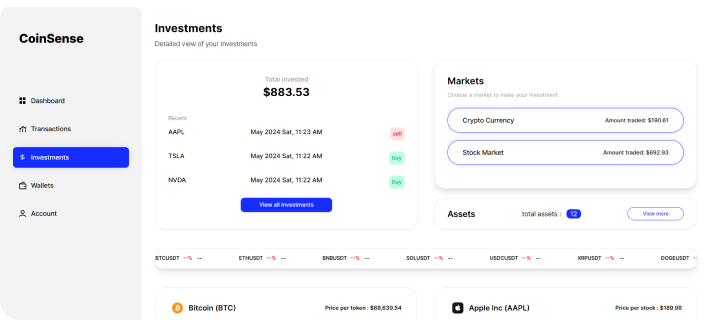 CoinSense
Dashboard
Transactions
Investments
Wallets
Account
Investments
Detailed view of your investments
Total Invested
$883.53
Recent
AAPL May 2024 Sat, 11:23 AM sell
TSLA May 2024 Sat, 11:22 AM buy
NVDA May 2024 Sat, 11:22 AM buy
View all Investments
Markets
Choose a market to make your investment
Crypto Currency Amount traded: $190.61
Stock Market Amount traded: $692.93
Assets total assets : 12 View more
BTCUSDT --% -- ETHUSDT --% -- BNBUSDT --% -- SOLUSDT --% -- USDCUSDT --% -- XRPUSDT --% -- DOGEUSDT --
Bitcoin (BTC) Price per token : $68,639.54
Apple Inc (AAPL) Price per stock : $189.98